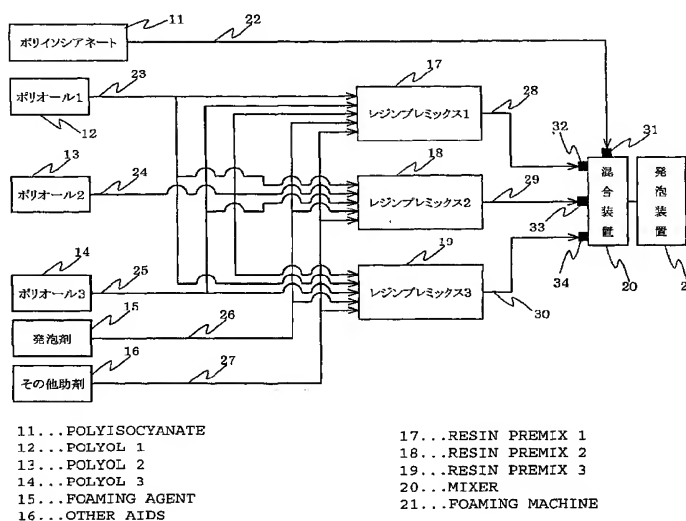 11
22
ポリイソシアネート
23
ポリオール1
12
17
レジンプレミックス1
28
32
31
13
ポリオール2
24
18
レジンプレミックス2
29
33
混合装置
発泡装置
14
ポリオール3
25
19
レジンプレミックス3
30
34
20
15
発泡剤
26
16
その他助剤
27
11...POLYISOCYANATE
12...POLYOL 1
13...POLYOL 2
14...POLYOL 3
15...FOAMING AGENT
16...OTHER AIDS
17...RESIN PREMIX 1
18...RESIN PREMIX 2
19...RESIN PREMIX 3
20...MIXER
21...FOAMING MACHINE